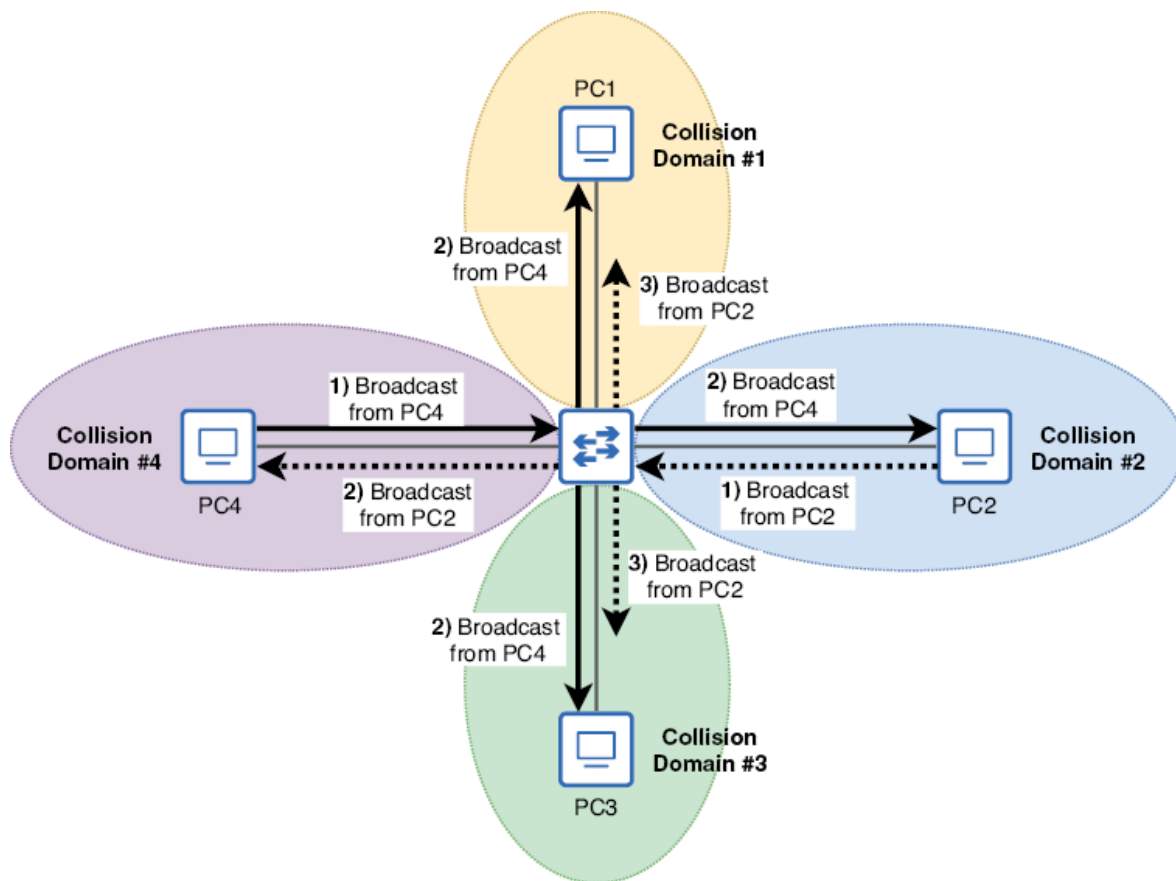 PC1
Collision
Domain #1
2) Broadcast
from PC4
3) Broadcast
from PC2
1) Broadcast
from PC4
2) Broadcast
from PC4
Collision
Domain #4
Collision
Domain #2
PC4
2) Broadcast
from PC2
1) Broadcast
from PC2
PC2
3) Broadcast
from PC2
2) Broadcast
from PC4
Collision
Domain #3
PC3